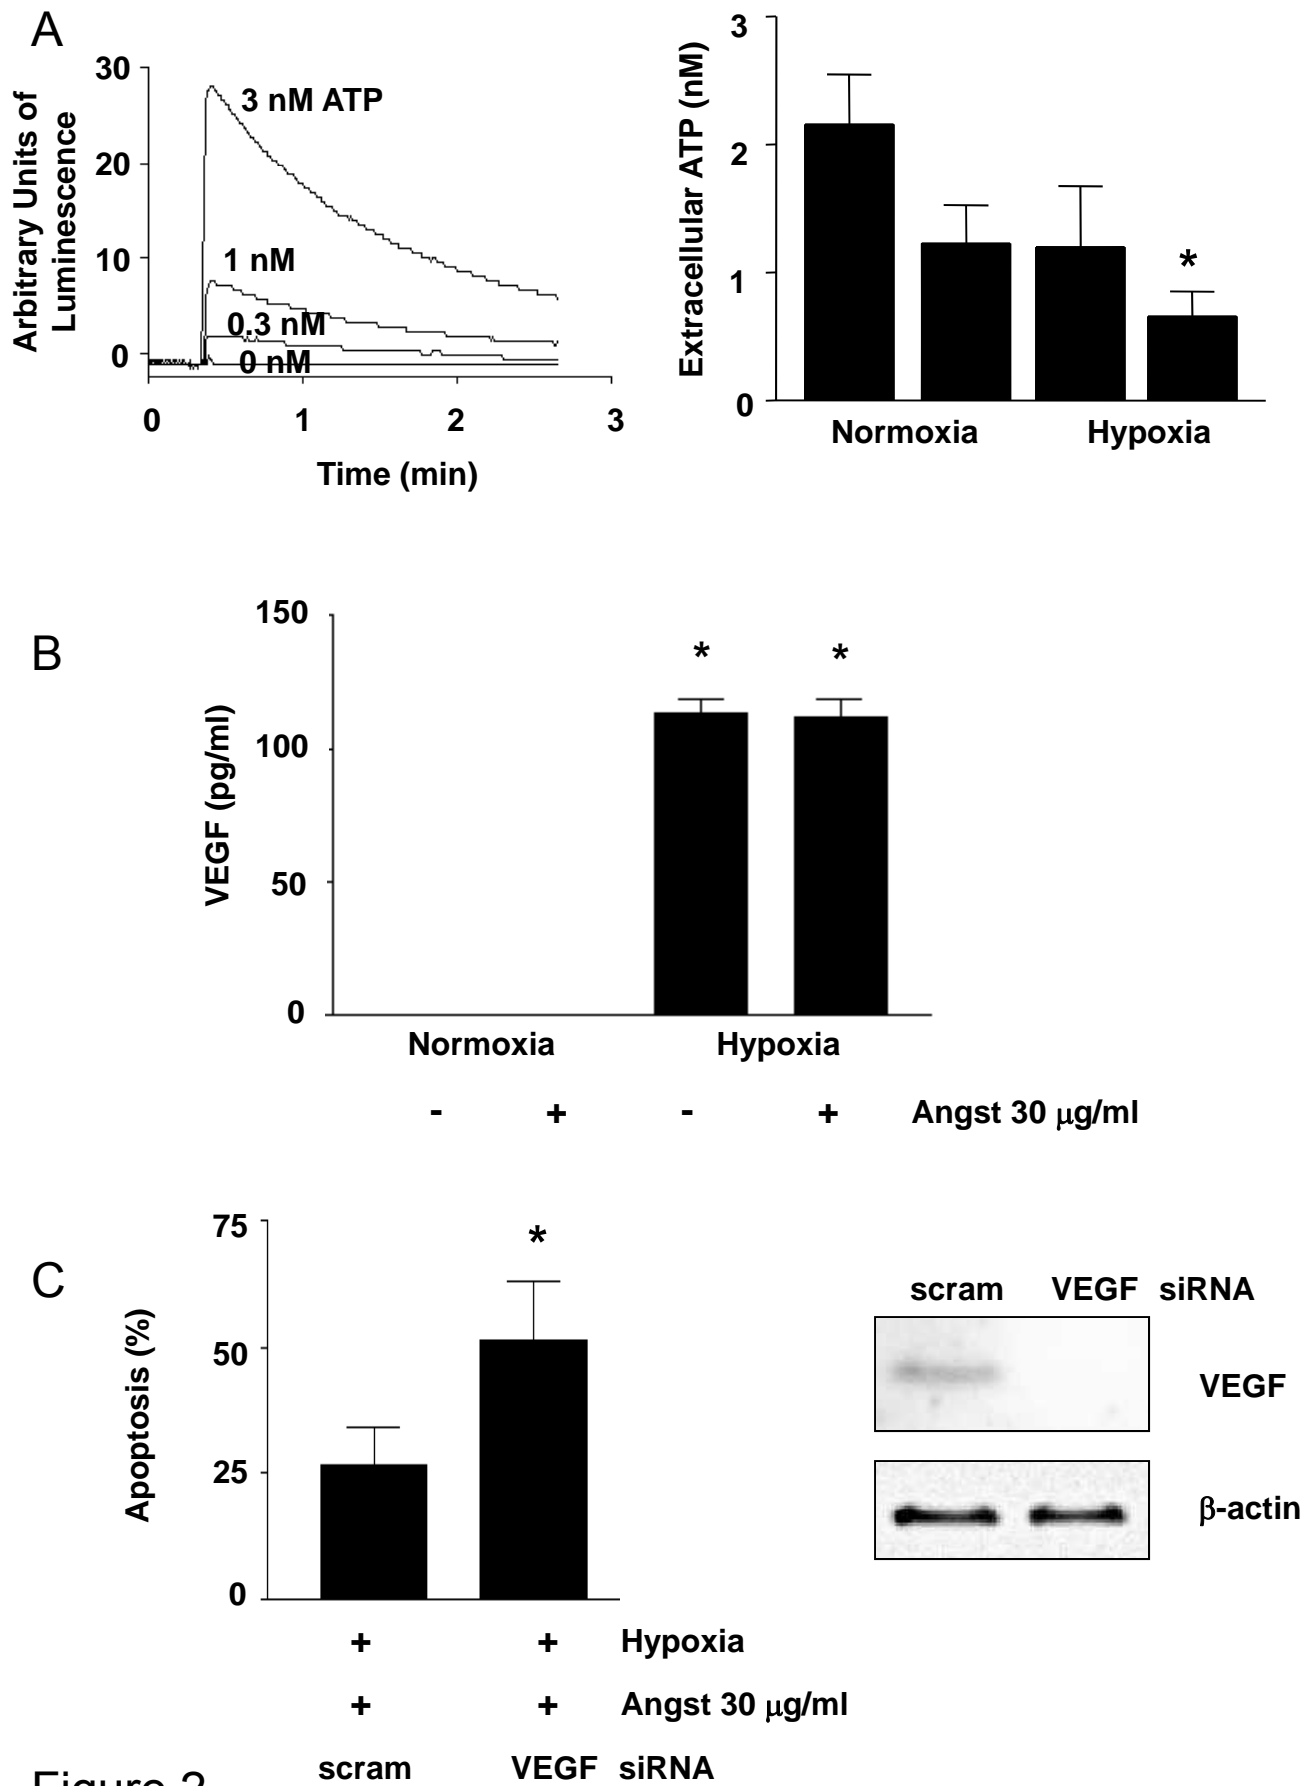 A
30
20
10
0
Arbitrary Units of
Luminescence
3 nM ATP
1 nM
0.3 nM
0 nM
0 1 2 3
Time (min)
3
2
1
0
Extracellular ATP (nM)
*
Normoxia Hypoxia
B
150
100
50
0
VEGF (pg/ml)
* *
Normoxia Hypoxia
- + - + Angst 30 μg/ml
C
75
50
25
0
Apoptosis (%)
*
+ + Hypoxia
+ + Angst 30 μg/ml
scram VEGF siRNA
scram VEGF siRNA
VEGF
β-actin
Figure 2